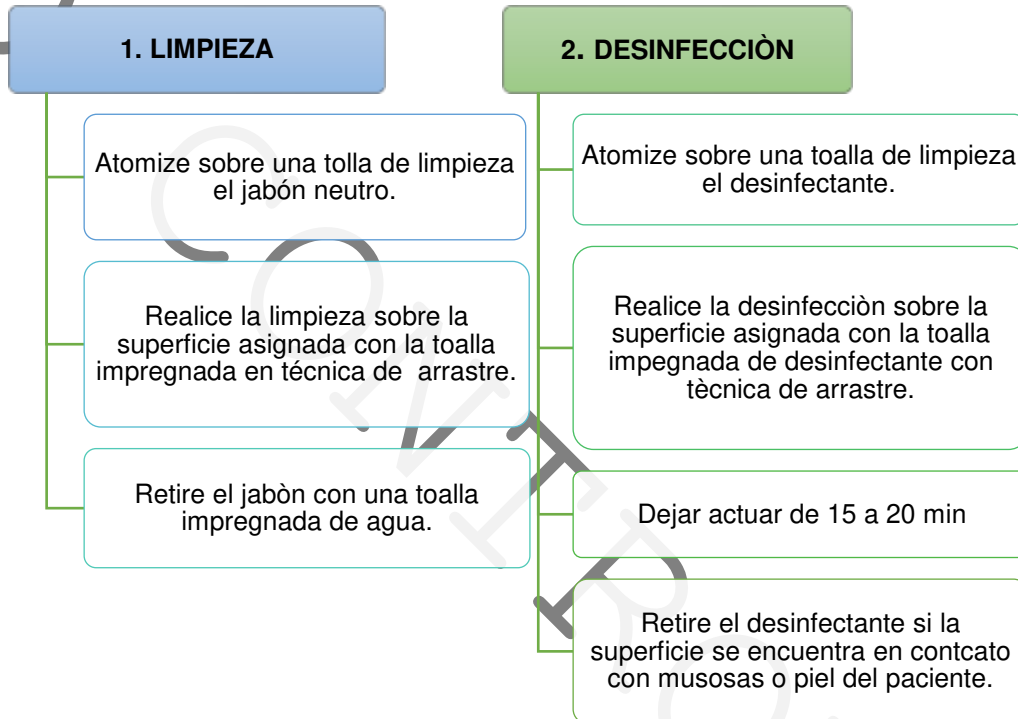 1. LIMPIEZA
Atomize sobre una tolla de limpieza
el jabón neutro.
Realice la limpieza sobre la
superficie asignada con la toalla
impregnada en técnica de arrastre.
Retire el jabòn con una toalla
impregnada de agua.
2. DESINFECCIÒN
Atomize sobre una toalla de limpieza
el desinfectante.
Realice la desinfecciòn sobre la
superficie asignada con la toalla
impegnada de desinfectante con
tècnica de arrastre.
Dejar actuar de 15 a 20 min
Retire el desinfectante si la
superficie se encuentra en contcato
con musosas o piel del paciente.